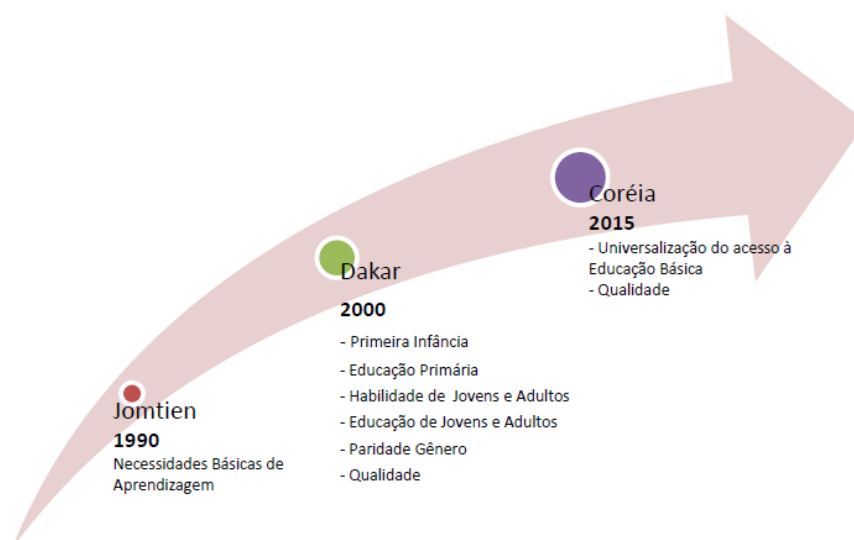 Jomtien
1990
Necessidades Básicas de
Aprendizagem
Dakar
2000
- Primeira Infância
- Educação Primária
- Habilidade de Jovens e Adultos
- Educação de Jovens e Adultos
- Paridade Gênero
- Qualidade
Coréia
2015
- Universalização do acesso à
Educação Básica
- Qualidade